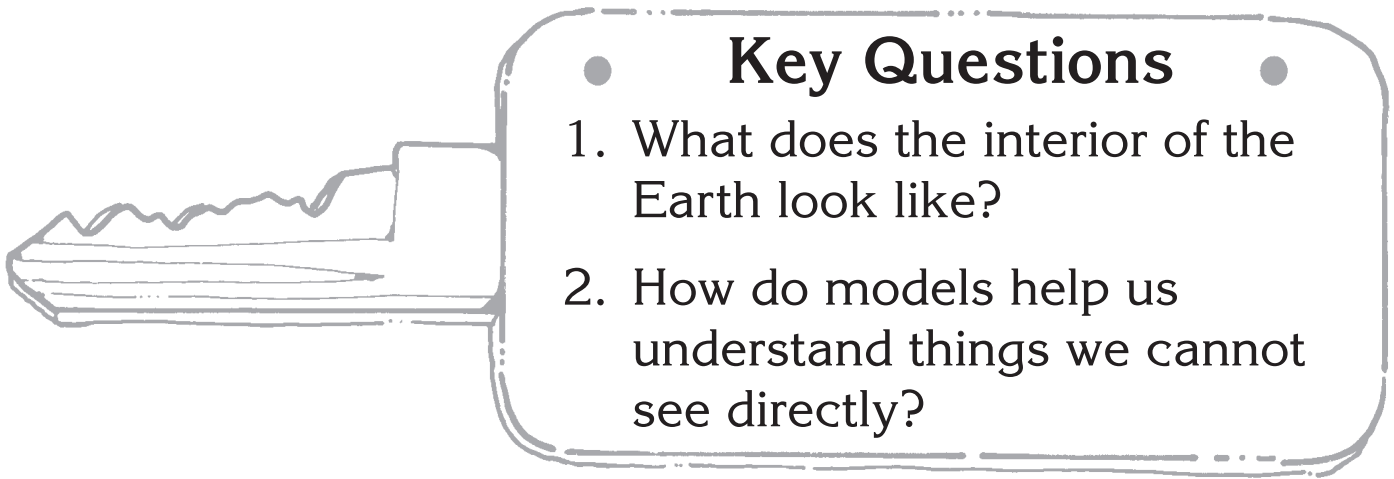 Key Questions
1. What does the interior of the
Earth look like?
2. How do models help us
understand things we cannot
see directly?